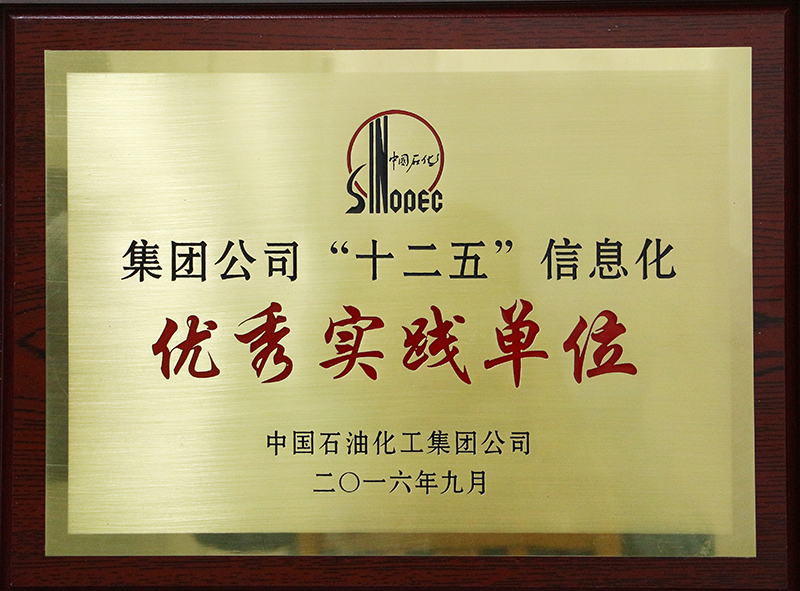 中国石化
SINOPEC
集团公司“十二五”信息化
优秀实践单位
中国石油化工集团公司
二〇一六年九月